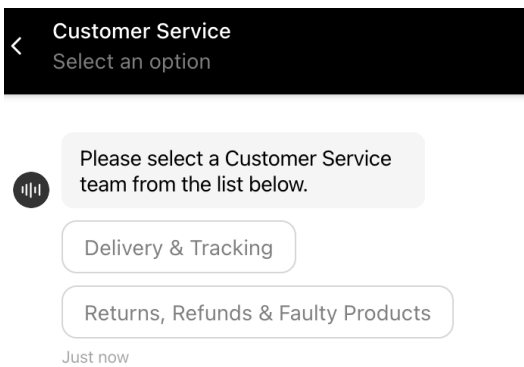 Customer Service
Select an option
Please select a Customer Service
team from the list below.
Delivery & Tracking
Returns, Refunds & Faulty Products
Just now